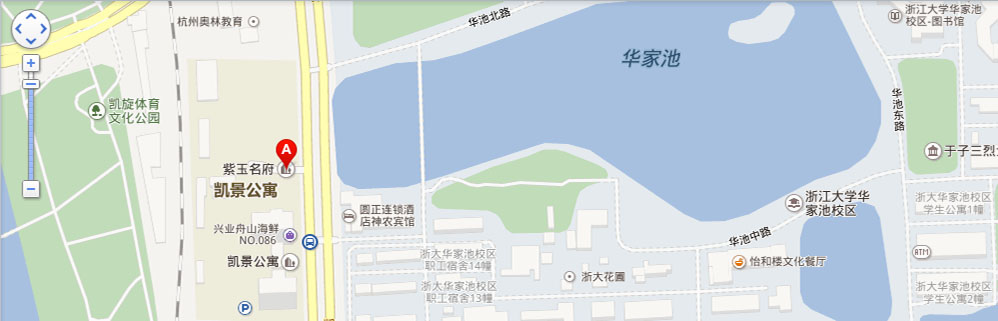 杭州奥林教育
华池北路
浙江大学华家池
校区-图书馆
华家池
凯旋体育
文化公园
华池东路
A
紫玉名府
凯景公寓
于子三烈士
圆正连锁酒
店神农宾馆
浙江大学华
家池校区
浙大华家池校区
学生公寓1幢
兴业舟山海鲜
NO.086
华池中路
浙大华家池校区
职工宿舍14幢
ATM
凯景公寓
浙大花圃
怡和楼文化餐厅
浙大华家池校区
职工宿舍13幢
浙大华家池校区
学生公寓2幢
P